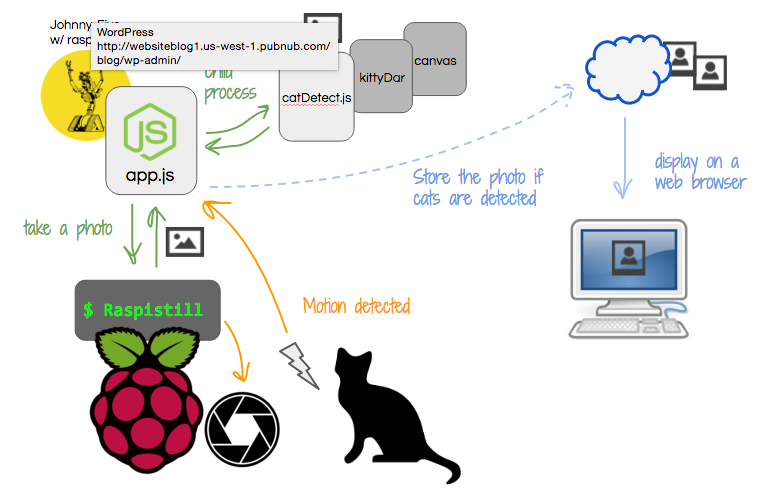 Johnny-Five
w/ rasp
WordPress
http://websiteblog1.us-west-1.pubnub.com/
blog/wp-admin/
child
process
catDetect.js
kittyDar
canvas
JS
app.js
take a photo
Store the photo if
cats are detected
display on a
web browser
$ Raspistill
Motion detected